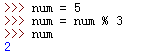 >>> num = 5
>>> num = num % 3
>>> num
2